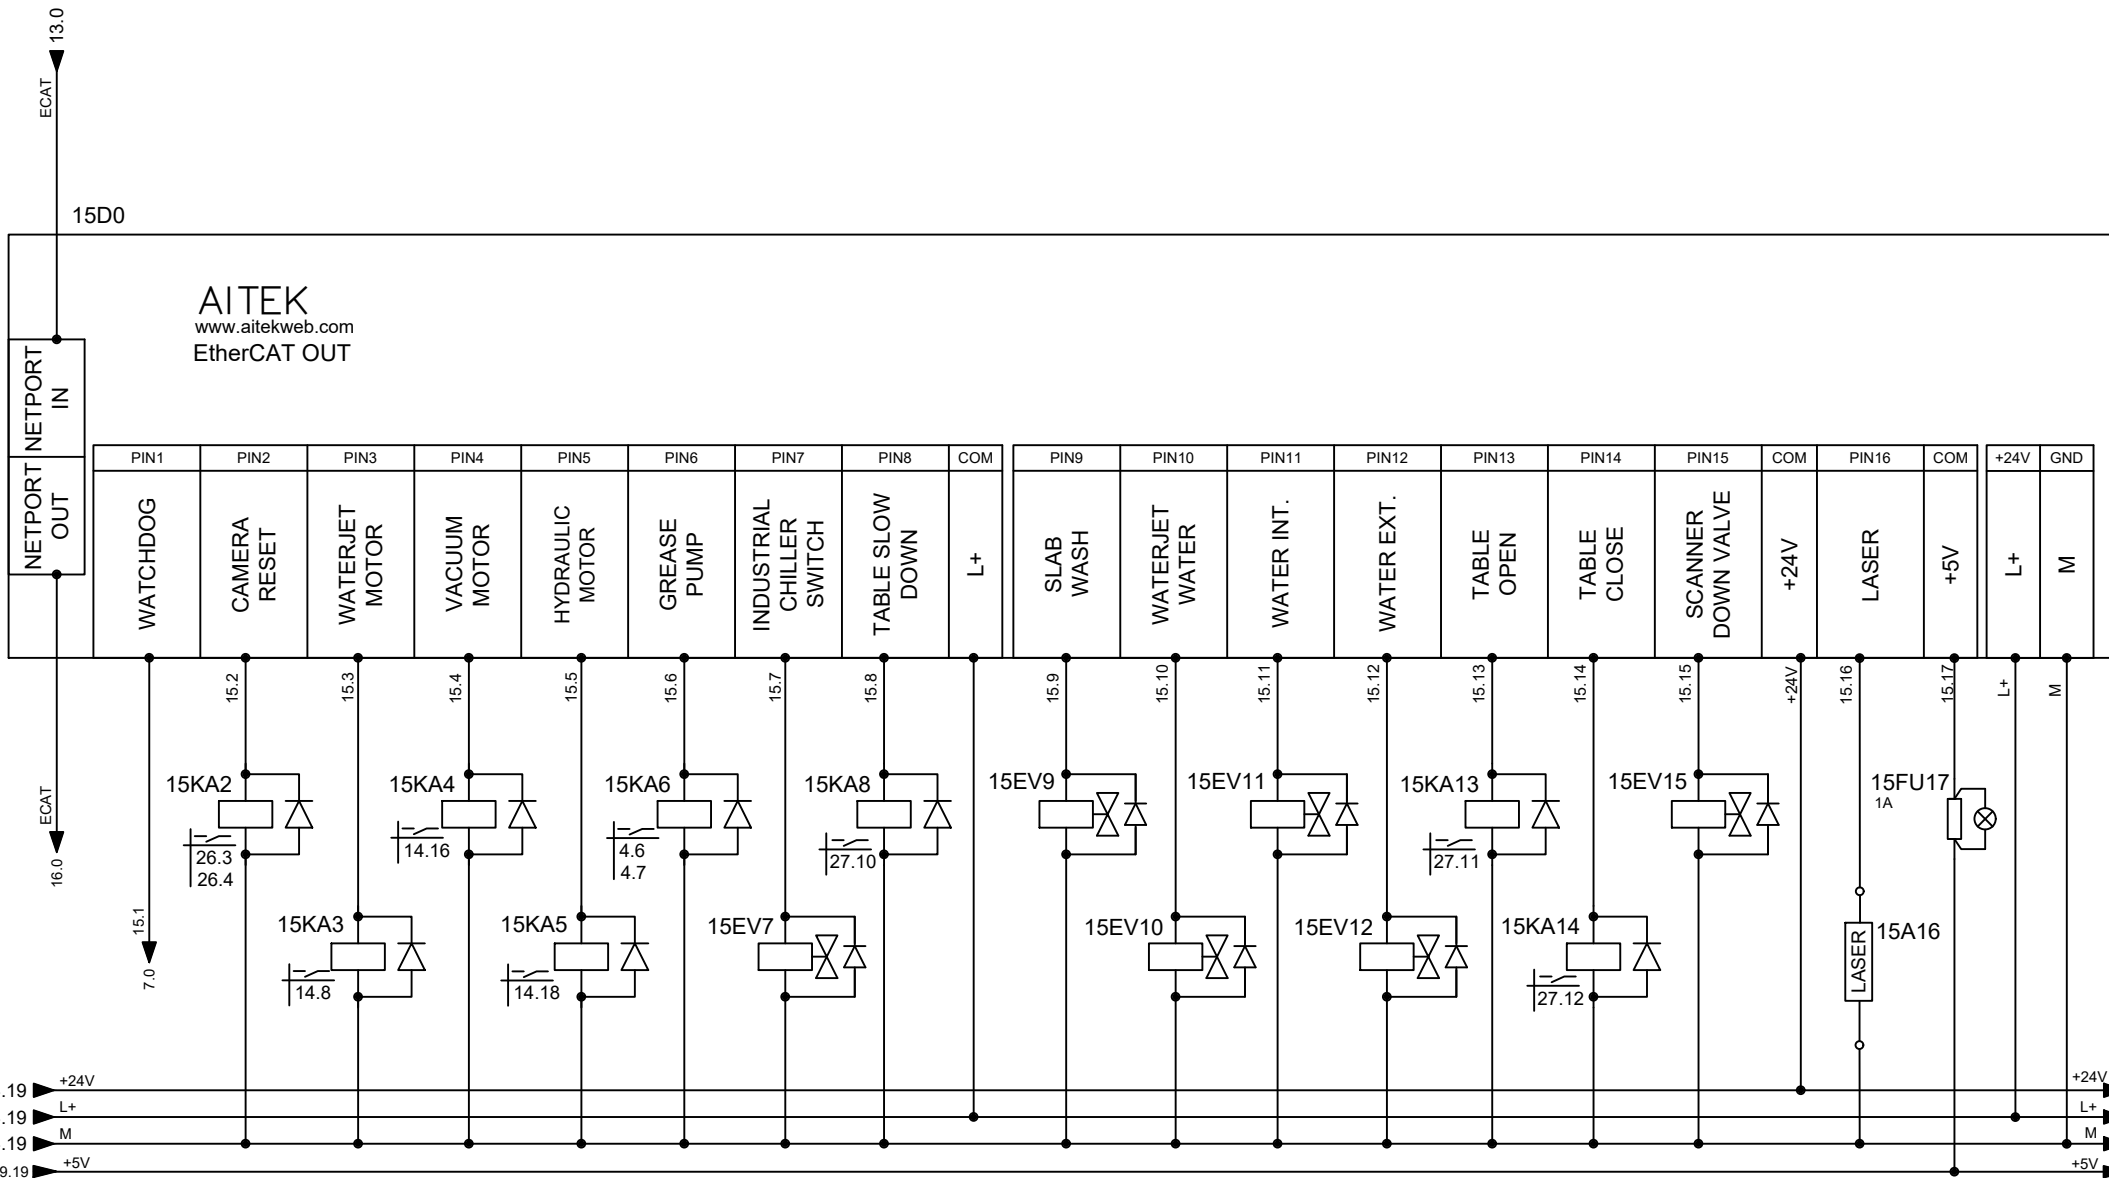 13.0
ECAT
15D0
AITEK
www.aitekweb.com
EtherCAT OUT
NETPORT
IN
NETPORT
OUT
PIN1
PIN2
PIN3
PIN4
PIN5
PIN6
PIN7
PIN8
COM
PIN9
PIN10
PIN11
PIN12
PIN13
PIN14
PIN15
COM
PIN16
COM
+24V
GND
WATCHDOG
CAMERA
RESET
WATERJET
MOTOR
VACUUM
MOTOR
HYDRAULIC
MOTOR
GREASE
PUMP
INDUSTRIAL
CHILLER
SWITCH
TABLE SLOW
DOWN
L+
SLAB
WASH
WATERJET
WATER
WATER INT.
WATER EXT.
TABLE
OPEN
TABLE
CLOSE
SCANNER
DOWN VALVE
+24V
LASER
+5V
L+
M
15.2
15.3
15.4
15.5
15.6
15.7
15.8
15.9
15.10
15.11
15.12
15.13
15.14
15.15
+24V
15.16
15.17
L+
M
ECAT
16.0
15.1
7.0
15KA2
26.3
26.4
15KA4
14.16
15KA6
4.6
4.7
15KA8
27.10
15EV9
15EV11
15KA13
27.11
15EV15
15FU17
1A
15KA3
14.8
15KA5
14.18
15EV7
15EV10
15EV12
15KA14
27.12
LASER
15A16
.19
+24V
+24V
.19
L+
L+
.19
M
M
9.19
+5V
+5V